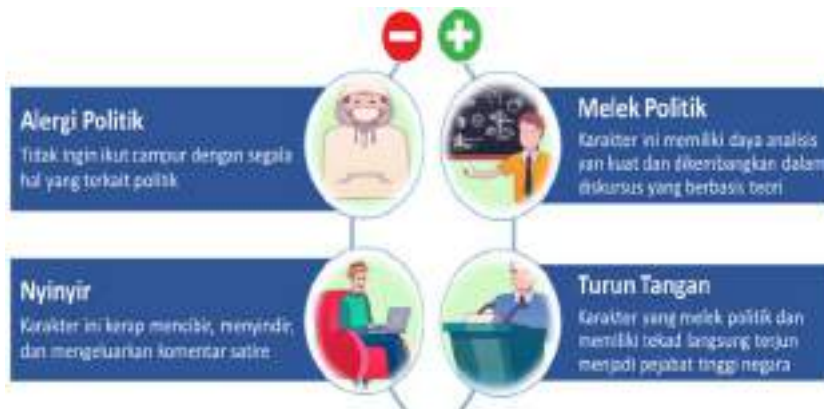 Alergi Politik
Tidak ingin ikut campur dengan segala
hal yang terkait politik
Melek Politik
Karakter ini memiliki daya analisis
yan kuat dan dikembangkan dalam
diskursus yang berbasis teori
Nyinyir
Karakter ini kerap mencibir, menyindir,
dan mengeluarkan komentar satire
Turun Tangan
Karakter yang melek politik dan
memiliki tekad langsung terjun
menjadi pejabat tinggi negara